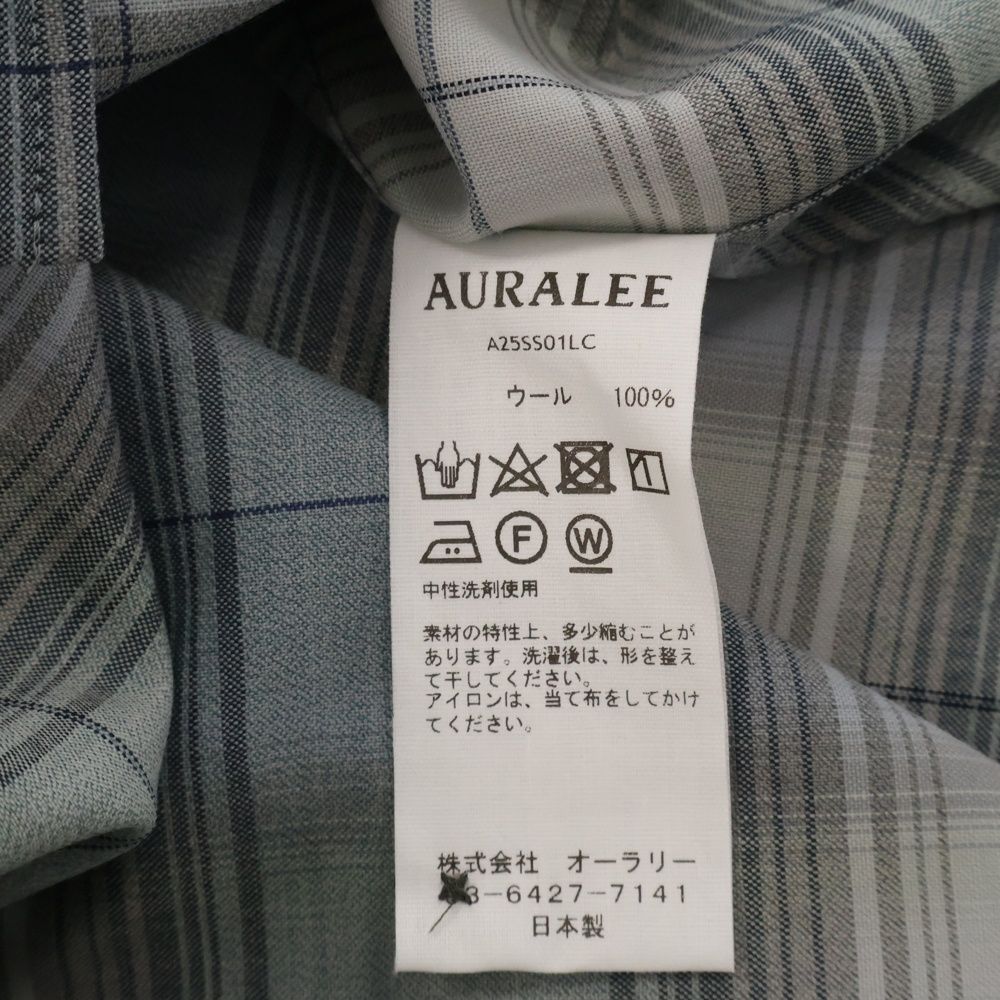 AURALEE
A25SS01LC
ウール 100%
F W
中性洗剤使用
素材の特性上、多少縮むことが
あります。洗濯後は、形を整え
て干してください。
アイロンは、当て布をしてかけ
てください。
株式会社 オーラリー
3-6427-7141
日本製